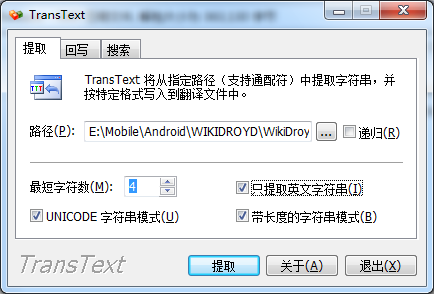 TransText
提取 回写 搜索
TransText 将从指定路径（支持通配符）中提取字符串，并
按特定格式写入到翻译文件中。
路径(P): E:\Mobile\Android\WIKIDROYD\WikiDroy ... 递归(R)
最短字符数(M): 4 只提取英文字符串(I)
UNICODE 字符串模式(U) 带长度的字符串模式(B)
TransText 提取 关于(A) 退出(X)